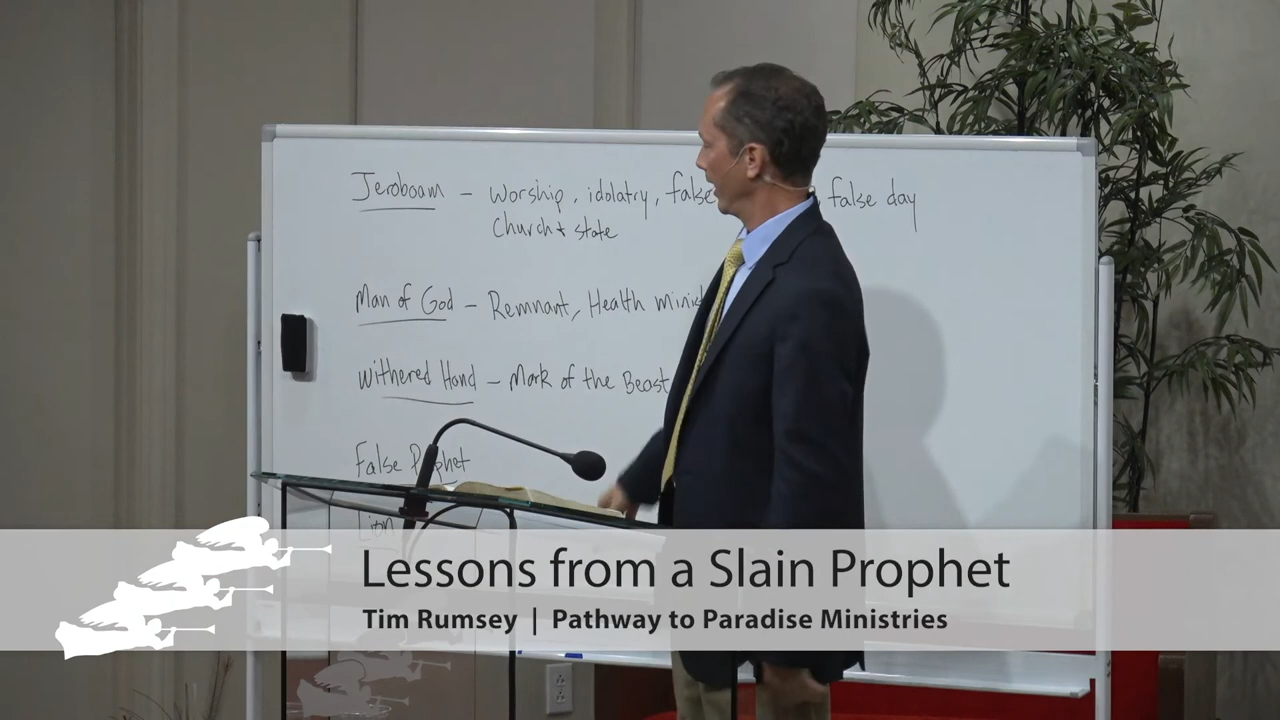 Jeroboam – worship, idolatry, false false day
Church + state
Man of God – Remnant, Health
Withered Hand – Mark of the Beast
False Prophet
Lion
Lessons from a Slain Prophet
Tim Rumsey | Pathway to Paradise Ministries